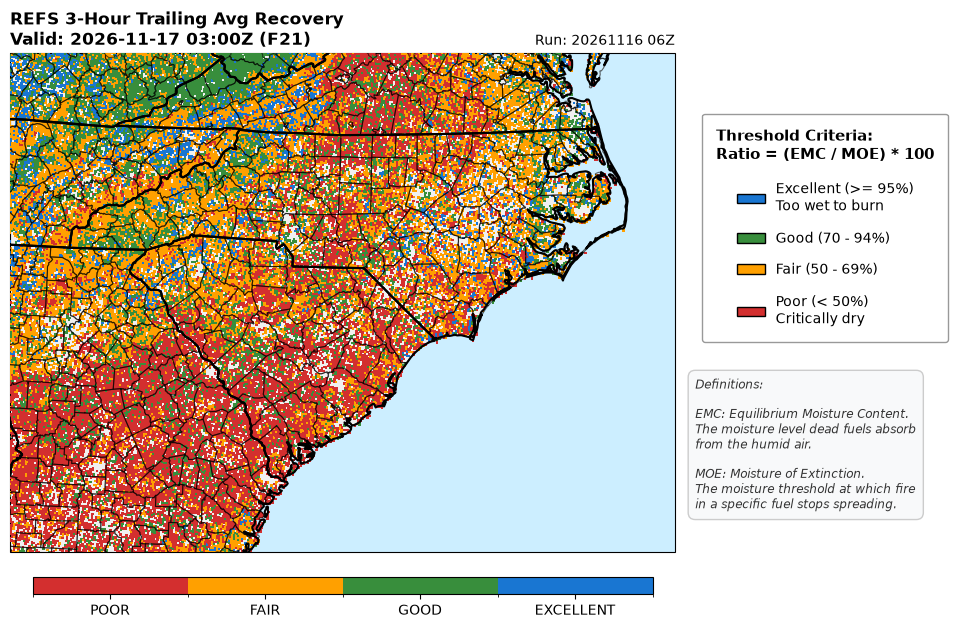 REFS 3-Hour Trailing Avg Recovery
Valid: 2026-11-17 03:00Z (F21)
Run: 20261116 06Z
Threshold Criteria:
Ratio = (EMC / MOE) * 100
Excellent (>= 95%)
Too wet to burn
Good (70 - 94%)
Fair (50 - 69%)
Poor (< 50%)
Critically dry
Definitions:
EMC: Equilibrium Moisture Content.
The moisture level dead fuels absorb
from the humid air.
MOE: Moisture of Extinction.
The moisture threshold at which fire
in a specific fuel stops spreading.
POOR FAIR GOOD EXCELLENT